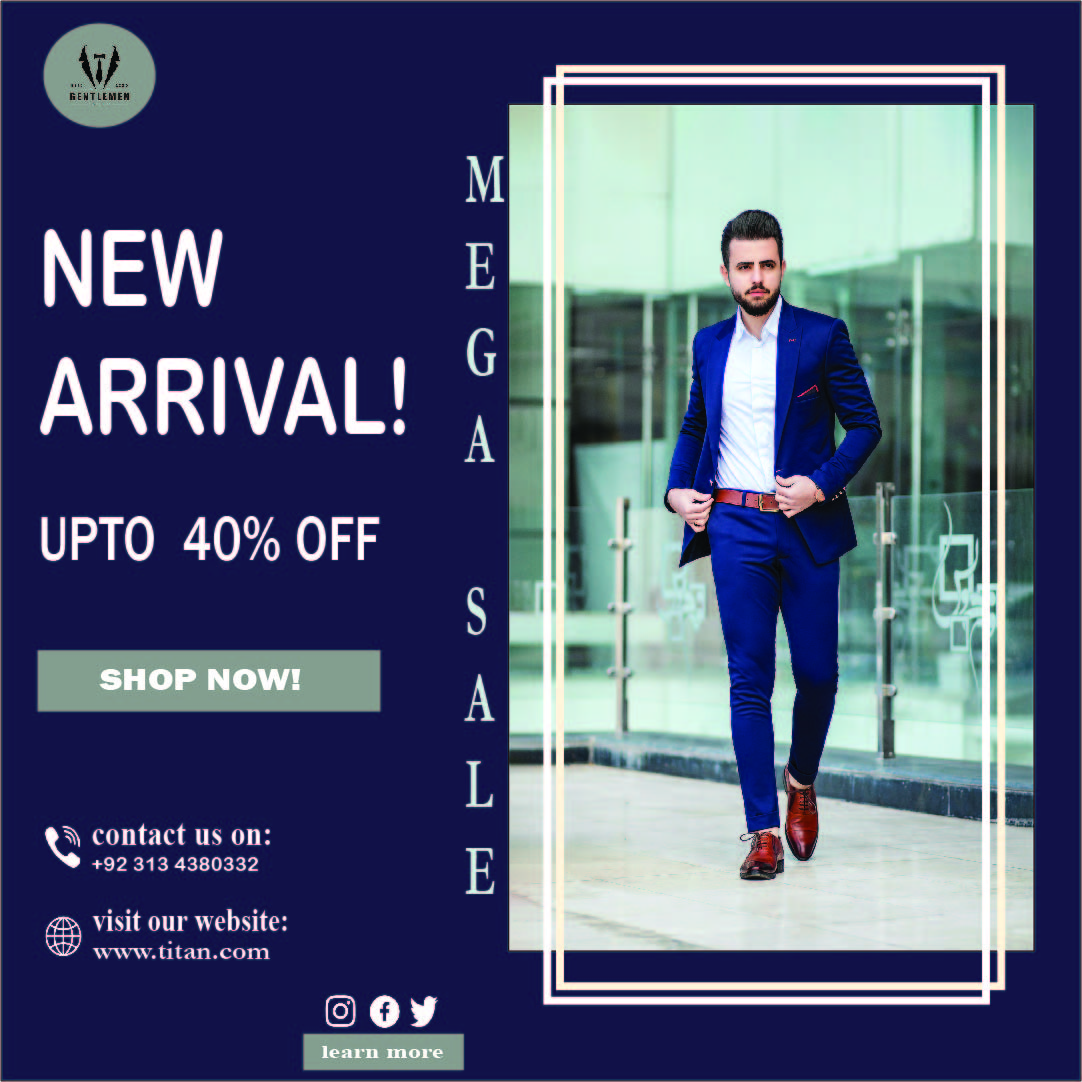 GENTLEMEN
NEW
ARRIVAL!
UPTO 40% OFF
SHOP NOW!
contact us on:
+92 313 4380332
visit our website:
www.titan.com
learn more
MEGA SALE